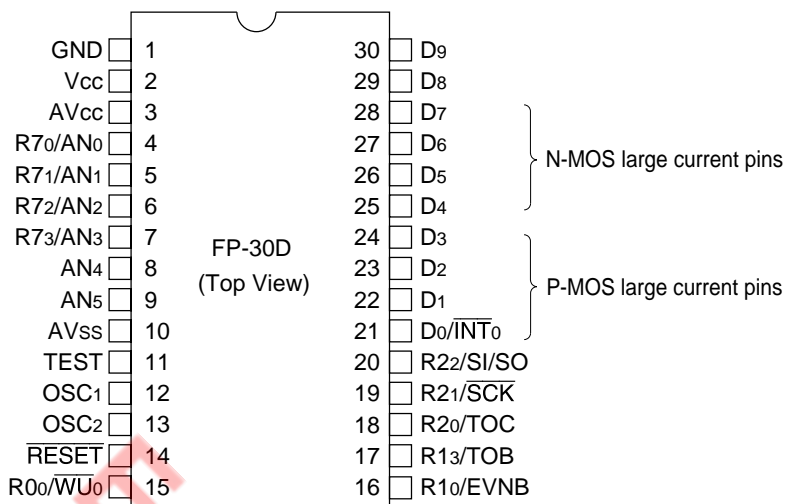 GND 1 30 D9
Vcc 2 29 D8
AVcc 3 28 D7
R70/AN0 4 27 D6
R71/AN1 5 26 D5
R72/AN2 6 25 D4
R73/AN3 7 24 D3
AN4 8 23 D2
AN5 9 22 D1
AVss 10 21 D0/INT0
TEST 11 20 R22/SI/SO
OSC1 12 19 R21/SCK
OSC2 13 18 R20/TOC
RESET 14 17 R13/TOB
R00/WU0 15 16 R10/EVNB
FP-30D
(Top View)
N-MOS large current pins
P-MOS large current pins